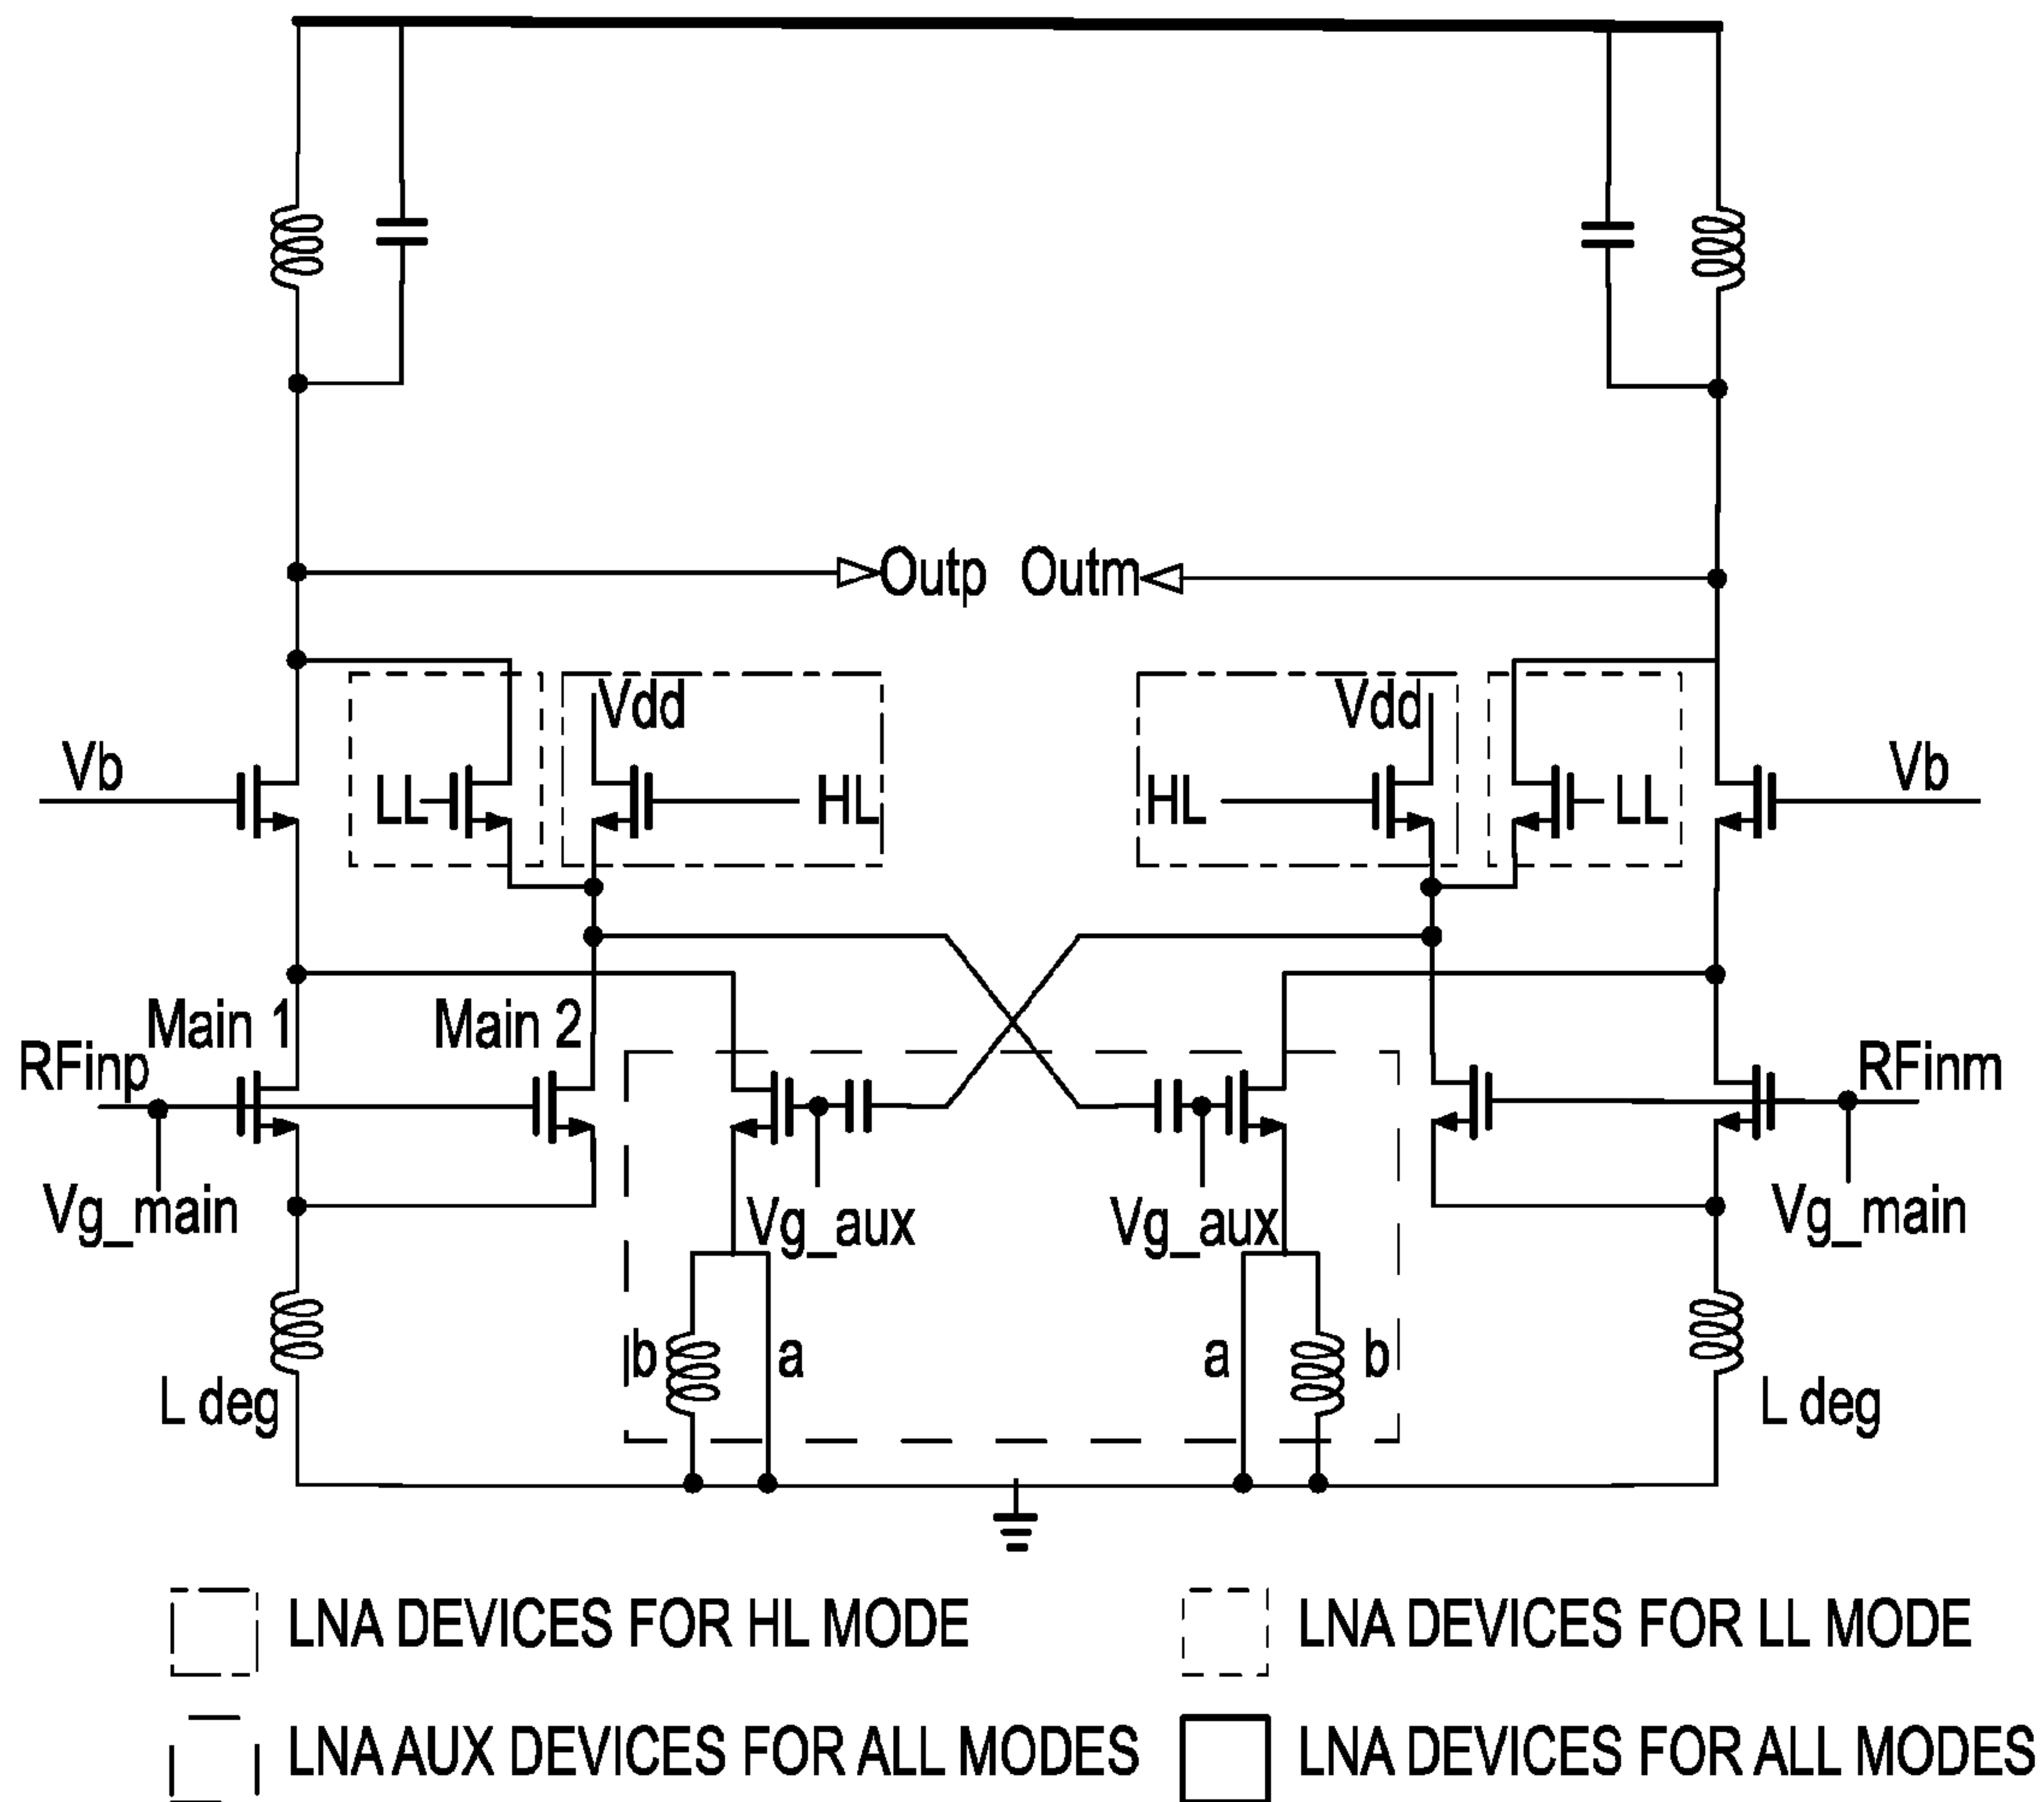 Outp Outm
Vdd Vdd
Vb LL HL HL LL Vb
Main 1 Main 2
RFinp RFinm
Vg_main Vg_aux Vg_aux Vg_main
b a a b
L deg L deg
LNA DEVICES FOR HL MODE LNA DEVICES FOR LL MODE
LNA AUX DEVICES FOR ALL MODES LNA DEVICES FOR ALL MODES